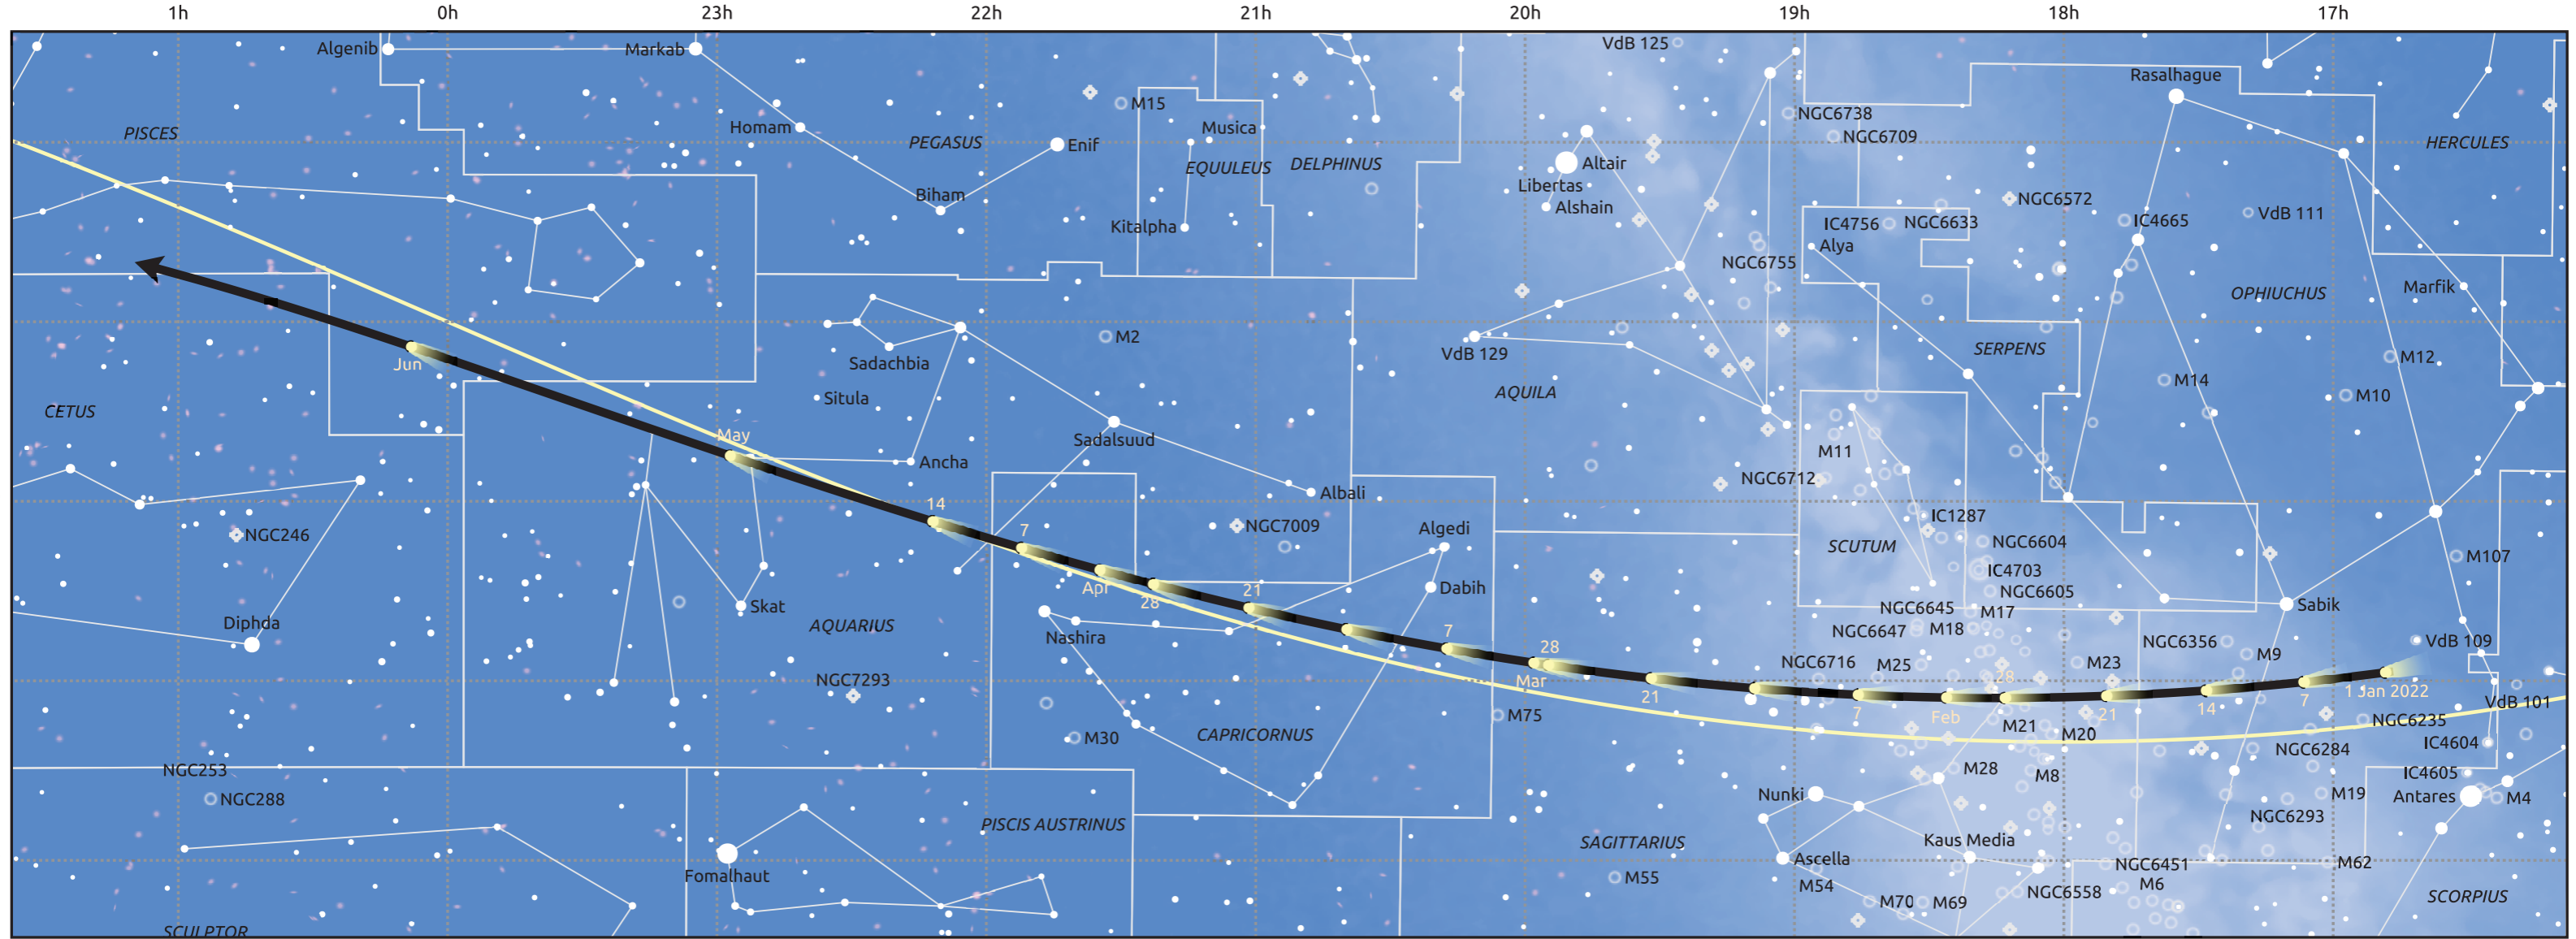 1h 0h 23h 22h 21h 20h 19h 18h 17h
Algenib
Markab
VdB 125
Rasalhague
M15
NGC6738
PISCES
Homam
Musica
NGC6709
PEGASUS
Enif
HERCULES
EQUULEUS
DELPHINUS
Altair
Libertas
Biham
Alshain
NGC6572
VdB 111
Kitalpha
IC4756
NGC6633
IC4665
Alya
NGC6755
Marfik
OPHIUCHUS
M2
SERPENS
VdB 129
M12
Sadachbia
Jun
M14
AQUILA
M10
Situla
CETUS
May
Sadalsuud
M11
Ancha
NGC6712
Albali
14
IC1287
NGC7009
Algedi
7
NGC246
NGC6604
SCUTUM
M107
IC4703
Apr
Dabih
21
NGC6605
28
Sabik
NGC6645
M17
Diphda
Skat
AQUARIUS
Nashira
7
NGC6647
M18
NGC6356
VdB 109
28
M9
NGC6716
M25
M23
NGC7293
Mar
28
1 Jan 2022
21
7
VdB 101
14
7
Feb
21
M75
NGC6235
M21
M20
CAPRICORNUS
M30
NGC6284
IC4604
NGC253
M28
M8
IC4605
NGC288
Nunki
M19
Antares
M4
NGC6293
PISCIS AUSTRINUS
SAGITTARIUS
Kaus Media
Ascella
M62
NGC6451
Fomalhaut
M55
M54
M6
NGC6558
SCORPIUS
M70
M69
SCULPTOR